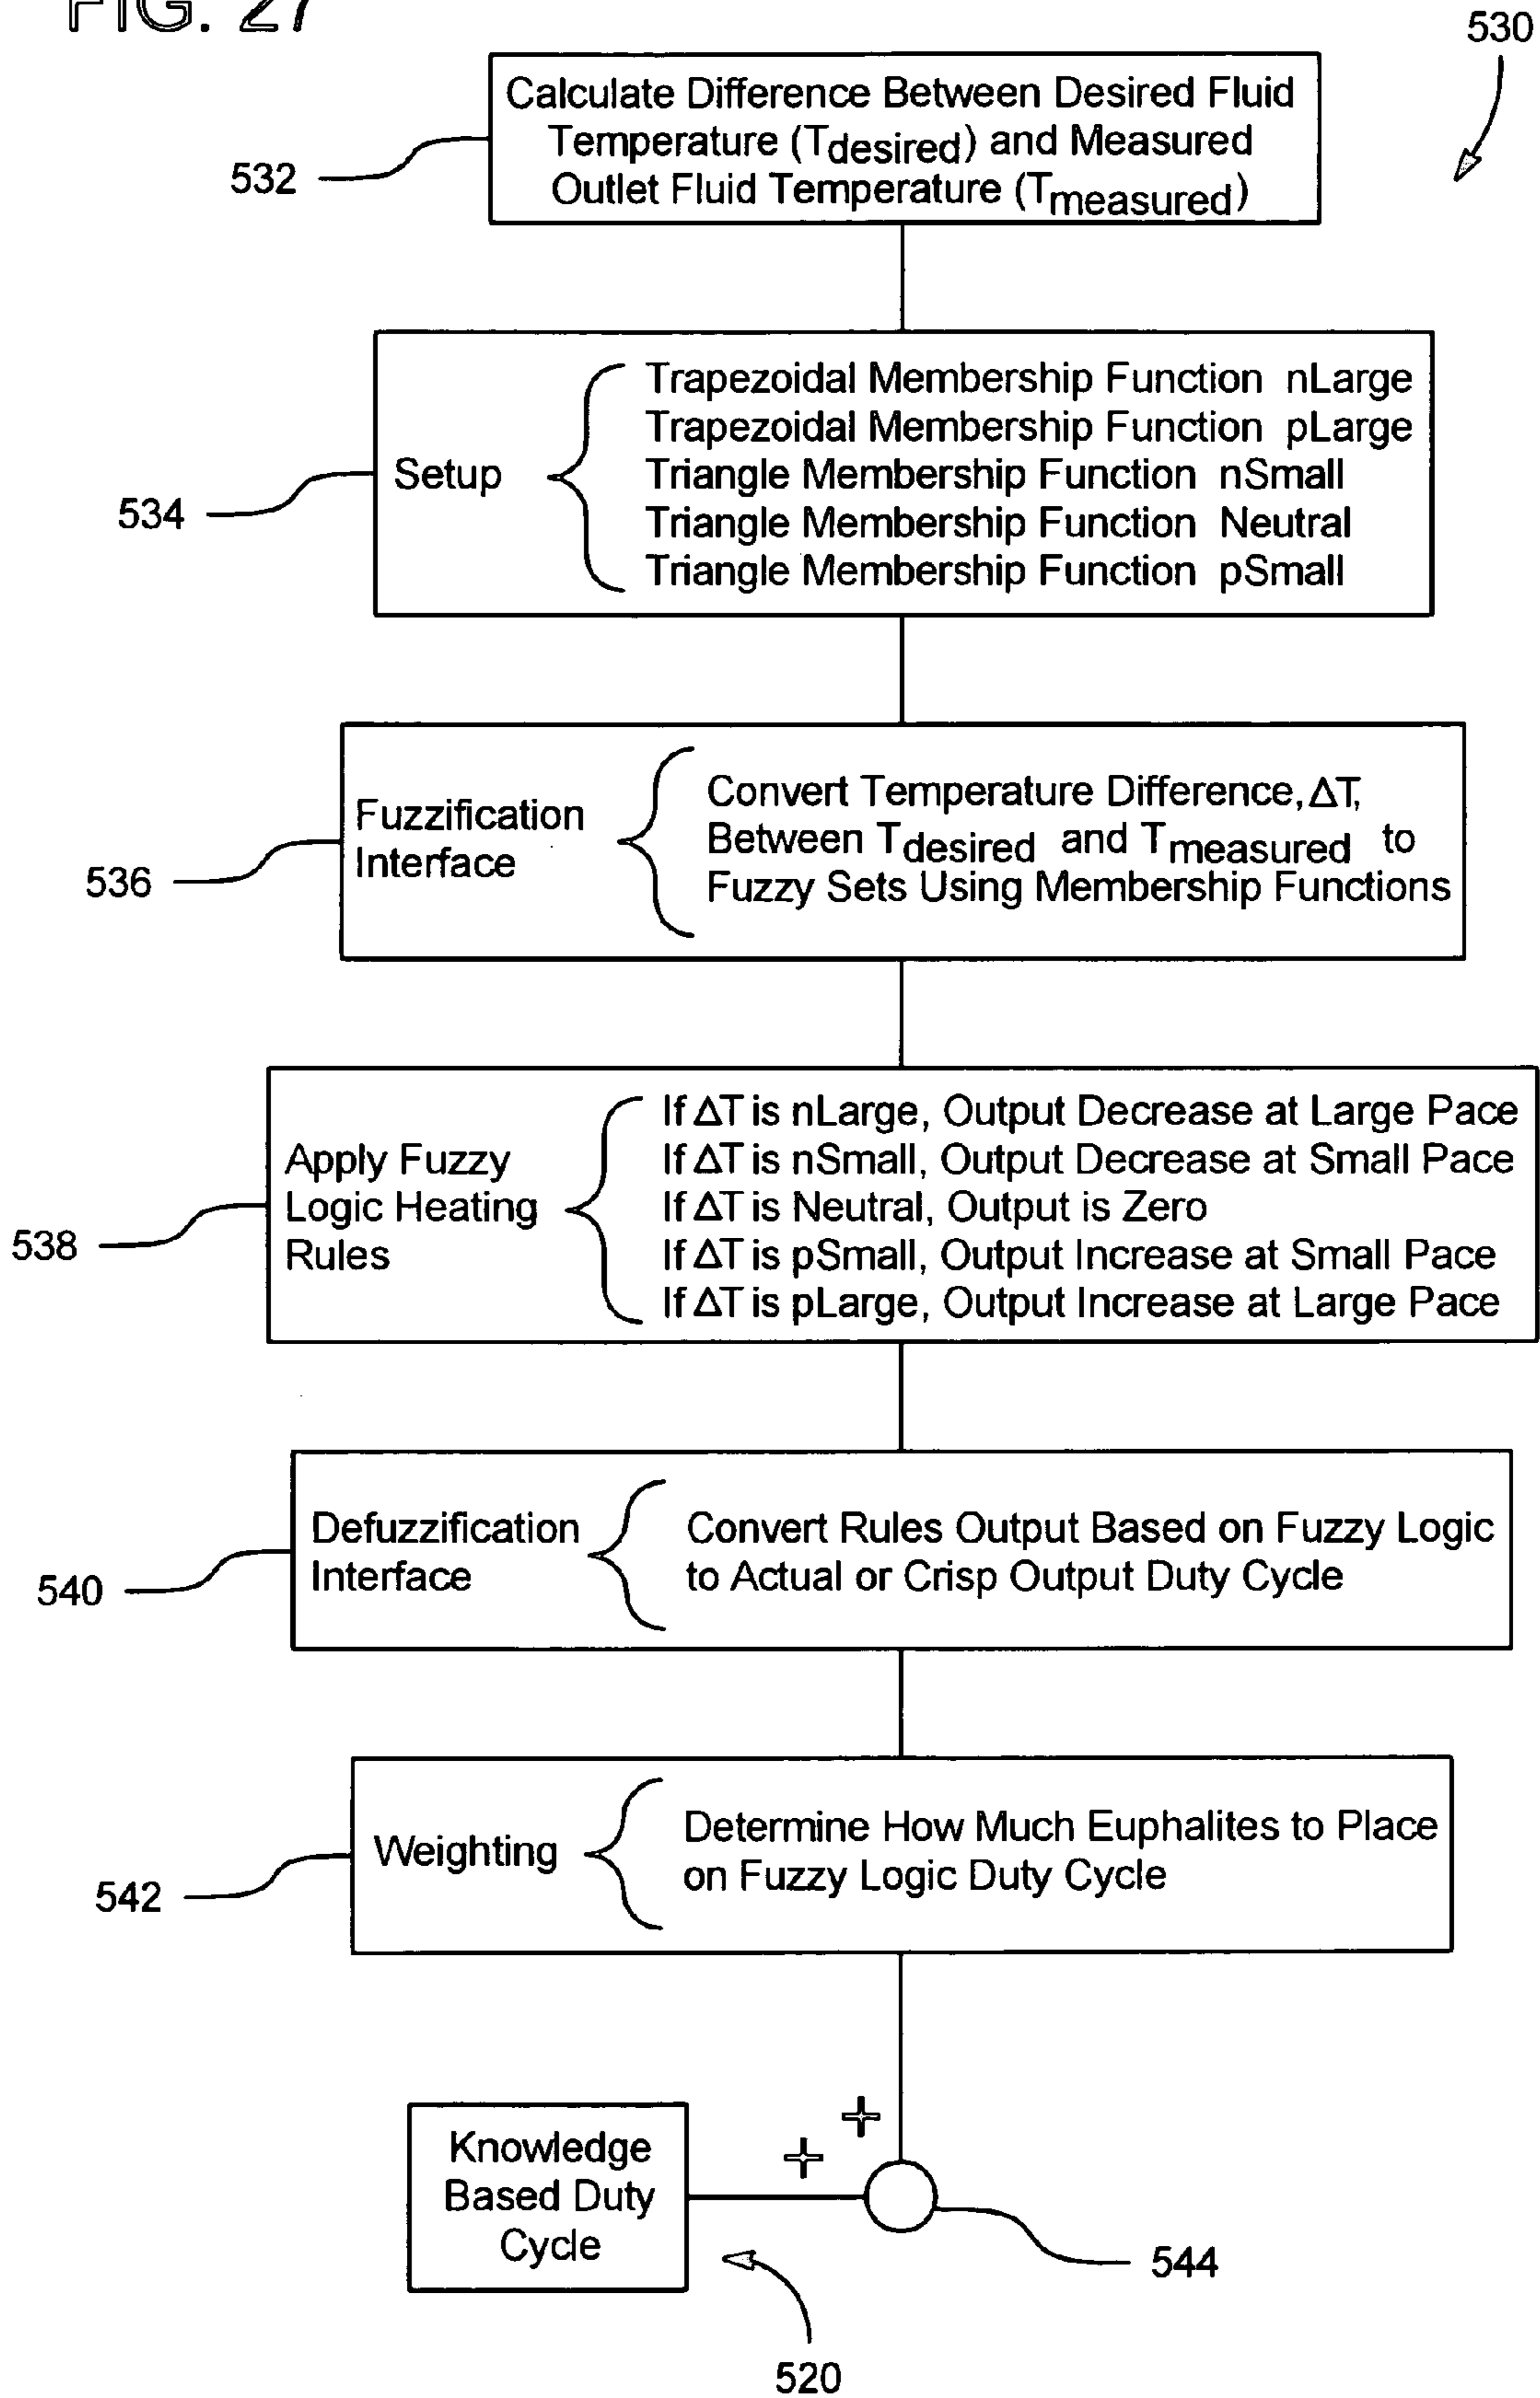 FIG. 27
530
Calculate Difference Between Desired Fluid
Temperature (Tdesired) and Measured
Outlet Fluid Temperature (Tmeasured)
532
Setup
Trapezoidal Membership Function nLarge
Trapezoidal Membership Function pLarge
Triangle Membership Function nSmall
Triangle Membership Function Neutral
Triangle Membership Function pSmall
534
Fuzzification
Interface
Convert Temperature Difference, ΔT,
Between Tdesired and Tmeasured to
Fuzzy Sets Using Membership Functions
536
Apply Fuzzy
Logic Heating
Rules
If ΔT is nLarge, Output Decrease at Large Pace
If ΔT is nSmall, Output Decrease at Small Pace
If ΔT is Neutral, Output is Zero
If ΔT is pSmall, Output Increase at Small Pace
If ΔT is pLarge, Output Increase at Large Pace
538
Defuzzification
Interface
Convert Rules Output Based on Fuzzy Logic
to Actual or Crisp Output Duty Cycle
540
Weighting
Determine How Much Euphalites to Place
on Fuzzy Logic Duty Cycle
542
+
+
Knowledge
Based Duty
Cycle
544
520